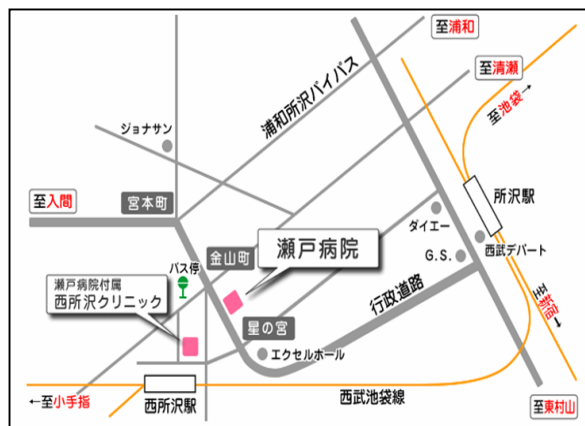 至浦和
至清瀬
浦和所沢バイパス
至池袋→
ジョナサン
至入間
宮本町
所沢駅
ダイエー
西武デパート
金山町
瀬戸病院
バス停
G.S.
瀬戸病院付属
西所沢クリニック
行政道路
至新宿→
星の宮
エクセルホール
西武池袋線
←至小手指
西所沢駅
至東村山